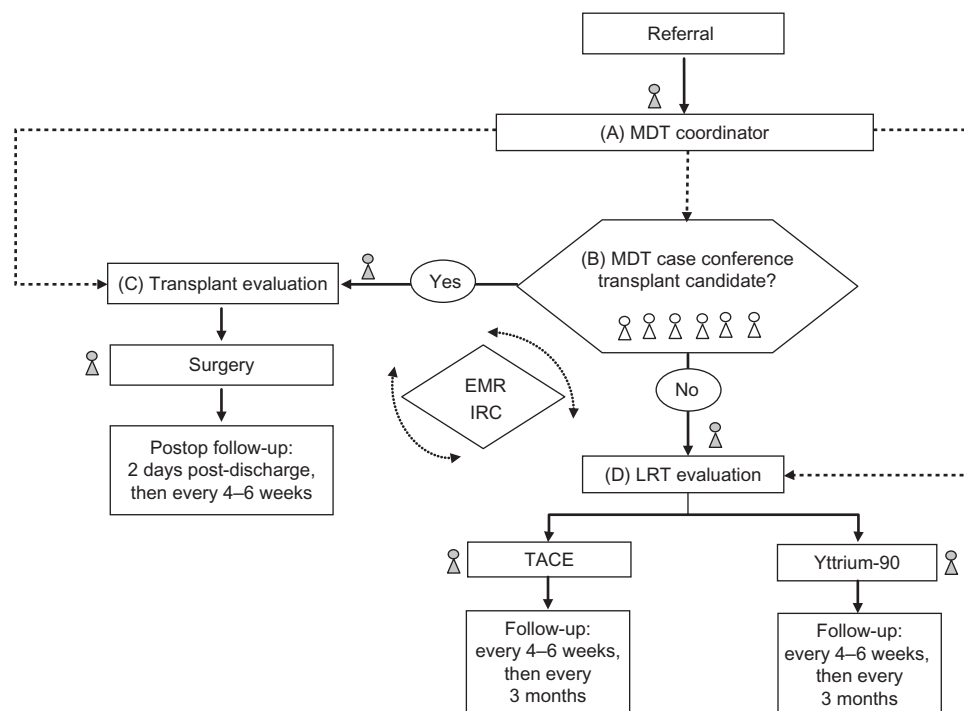 Referral
(A) MDT coordinator
(B) MDT case conference
transplant candidate?
Yes
(C) Transplant evaluation
Surgery
EMR
IRC
No
Postop follow-up:
2 days post-discharge,
then every 4–6 weeks
(D) LRT evaluation
TACE
Yttrium-90
Follow-up:
every 4–6 weeks,
then every
3 months
Follow-up:
every 4–6 weeks,
then every
3 months